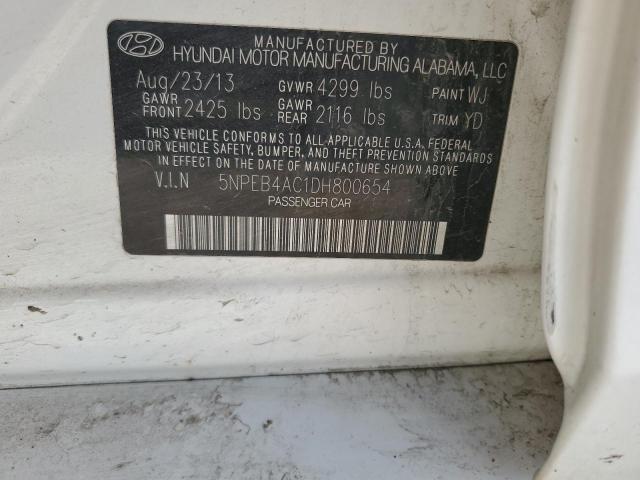 MANUFACTURED BY
HYUNDAI MOTOR MANUFACTURING ALABAMA, LLC
Aug/23/13 GVWR 4299 lbs PAINT WJ
GAWR FRONT 2425 lbs GAWR REAR 2116 lbs TRIM YD
THIS VEHICLE CONFORMS TO ALL APPLICABLE U.S.A. FEDERAL
MOTOR VEHICLE SAFETY, BUMPER, AND THEFT PREVENTION
STANDARDS IN EFFECT ON THE DATE OF MANUFACTURE SHOWN ABOVE
V.I.N 5NPEB4AC1DH800654
PASSENGER CAR